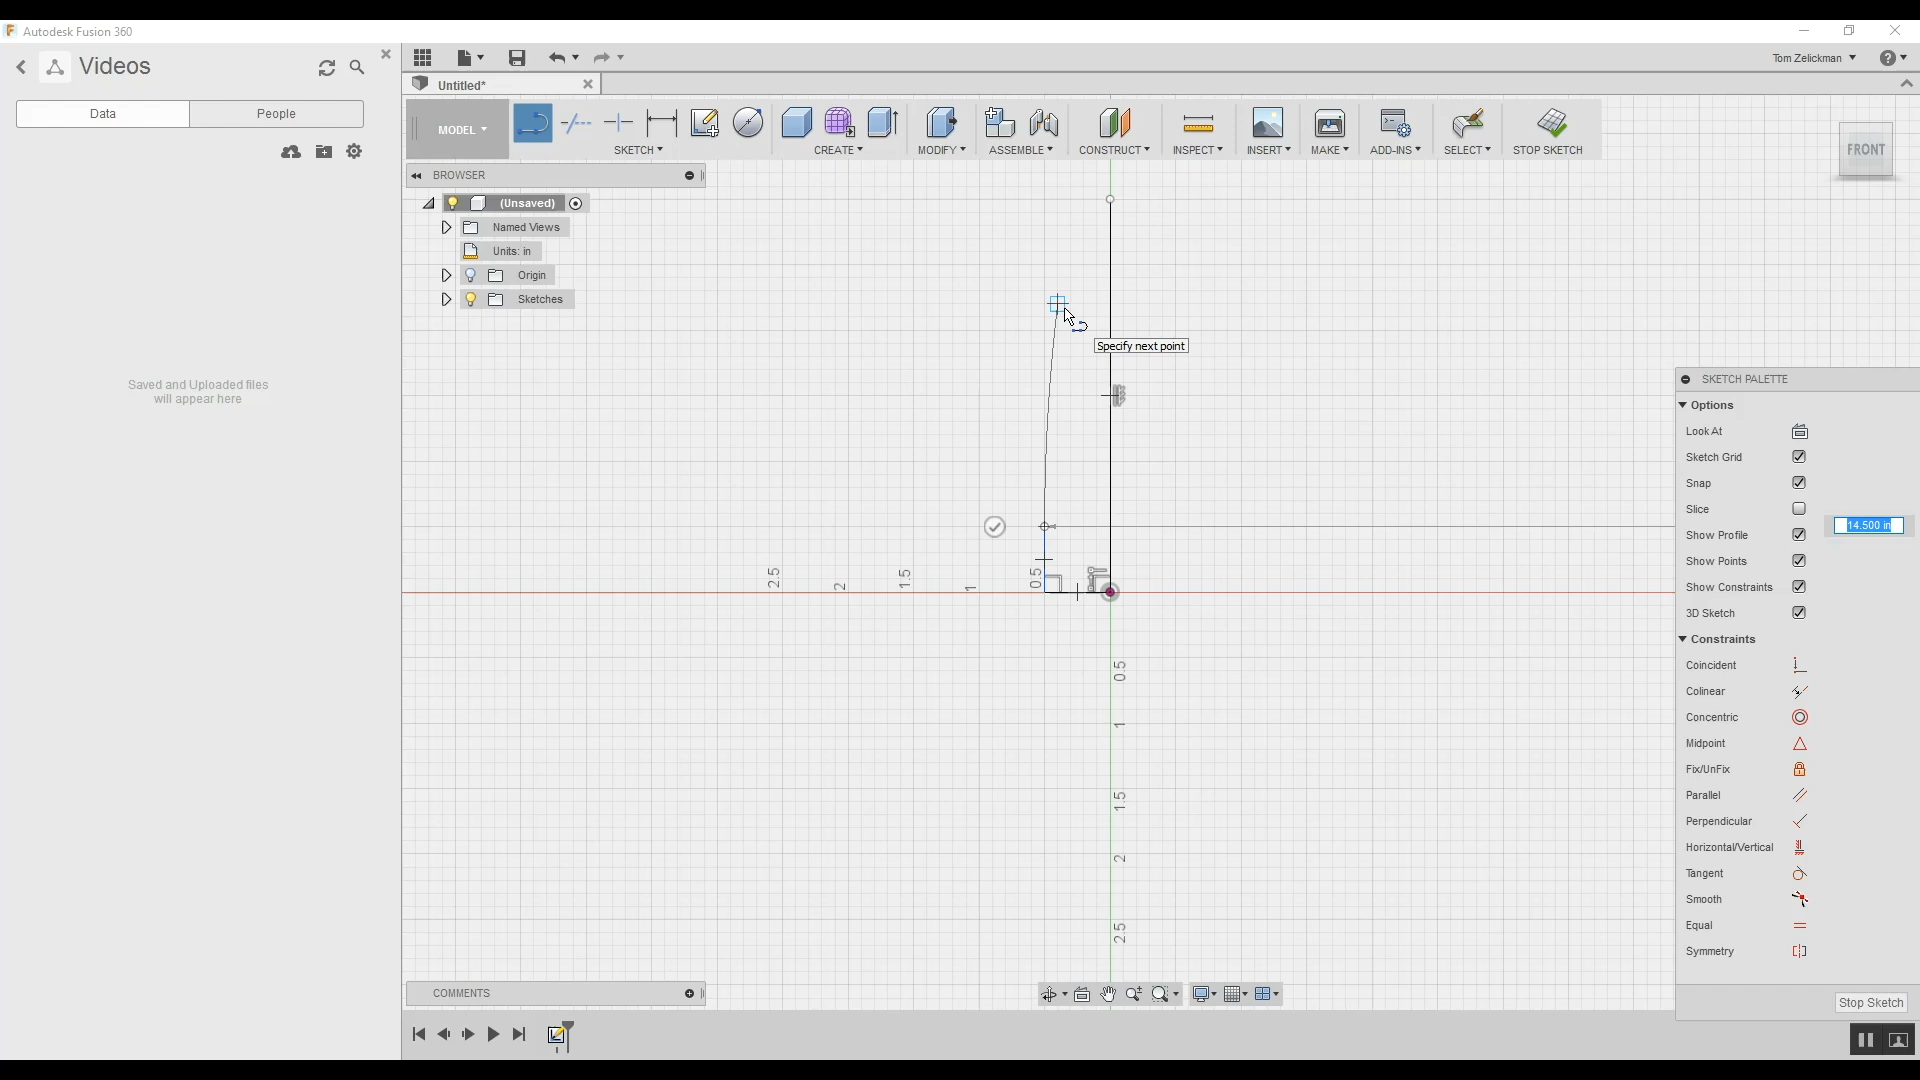 Autodesk Fusion 360
Videos
Data
People
Saved and Uploaded files
will appear here
Tom Zelickman
Untitled*
MODEL
SKETCH
CREATE
MODIFY
ASSEMBLE
CONSTRUCT
INSPECT
INSERT
MAKE
ADD-INS
SELECT
STOP SKETCH
FRONT
BROWSER
(Unsaved)
Named Views
Units: in
Origin
Sketches
Specify next point
2.5
2
1.5
1
0.5
0.5
1
1.5
2
2.5
SKETCH PALETTE
Options
Look At
Sketch Grid
Snap
Slice
14.500 in
Show Profile
Show Points
Show Constraints
3D Sketch
Constraints
Coincident
Colinear
Concentric
Midpoint
Fix/UnFix
Parallel
Perpendicular
Horizontal/Vertical
Tangent
Smooth
Equal
Symmetry
Stop Sketch
COMMENTS